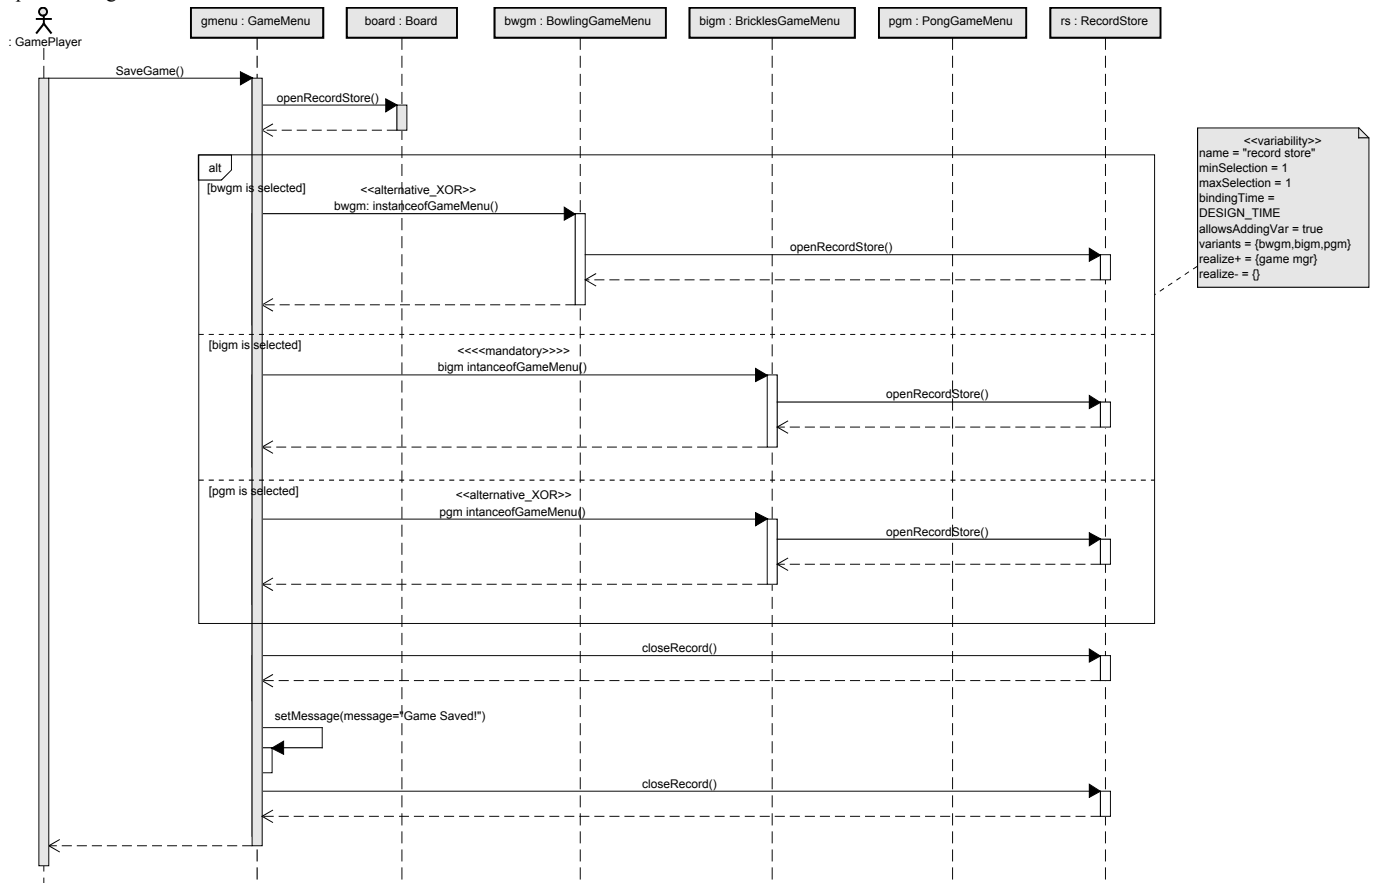 gmenu : GameMenu
board : Board
bwgm : BowlingGameMenu
bigm : BricklesGameMenu
pgm : PongGameMenu
rs : RecordStore
: GamePlayer
SaveGame()
openRecordStore()
alt
[bwgm is selected]
<<alternative_XOR>>
bwgm: instanceofGameMenu()
openRecordStore()
<<variability>>
name = "record store"
minSelection = 1
maxSelection = 1
bindingTime =
DESIGN_TIME
allowsAddingVar = true
variants = {bwgm,bigm,pgm}
realize+ = {game mgr}
realize- = {}
[bigm is selected]
<<<<mandatory>>>>
bigm intanceofGameMenu()
openRecordStore()
[pgm is selected]
<<alternative_XOR>>
pgm intanceofGameMenu()
openRecordStore()
closeRecord()
setMessage(message="Game Saved!")
closeRecord()